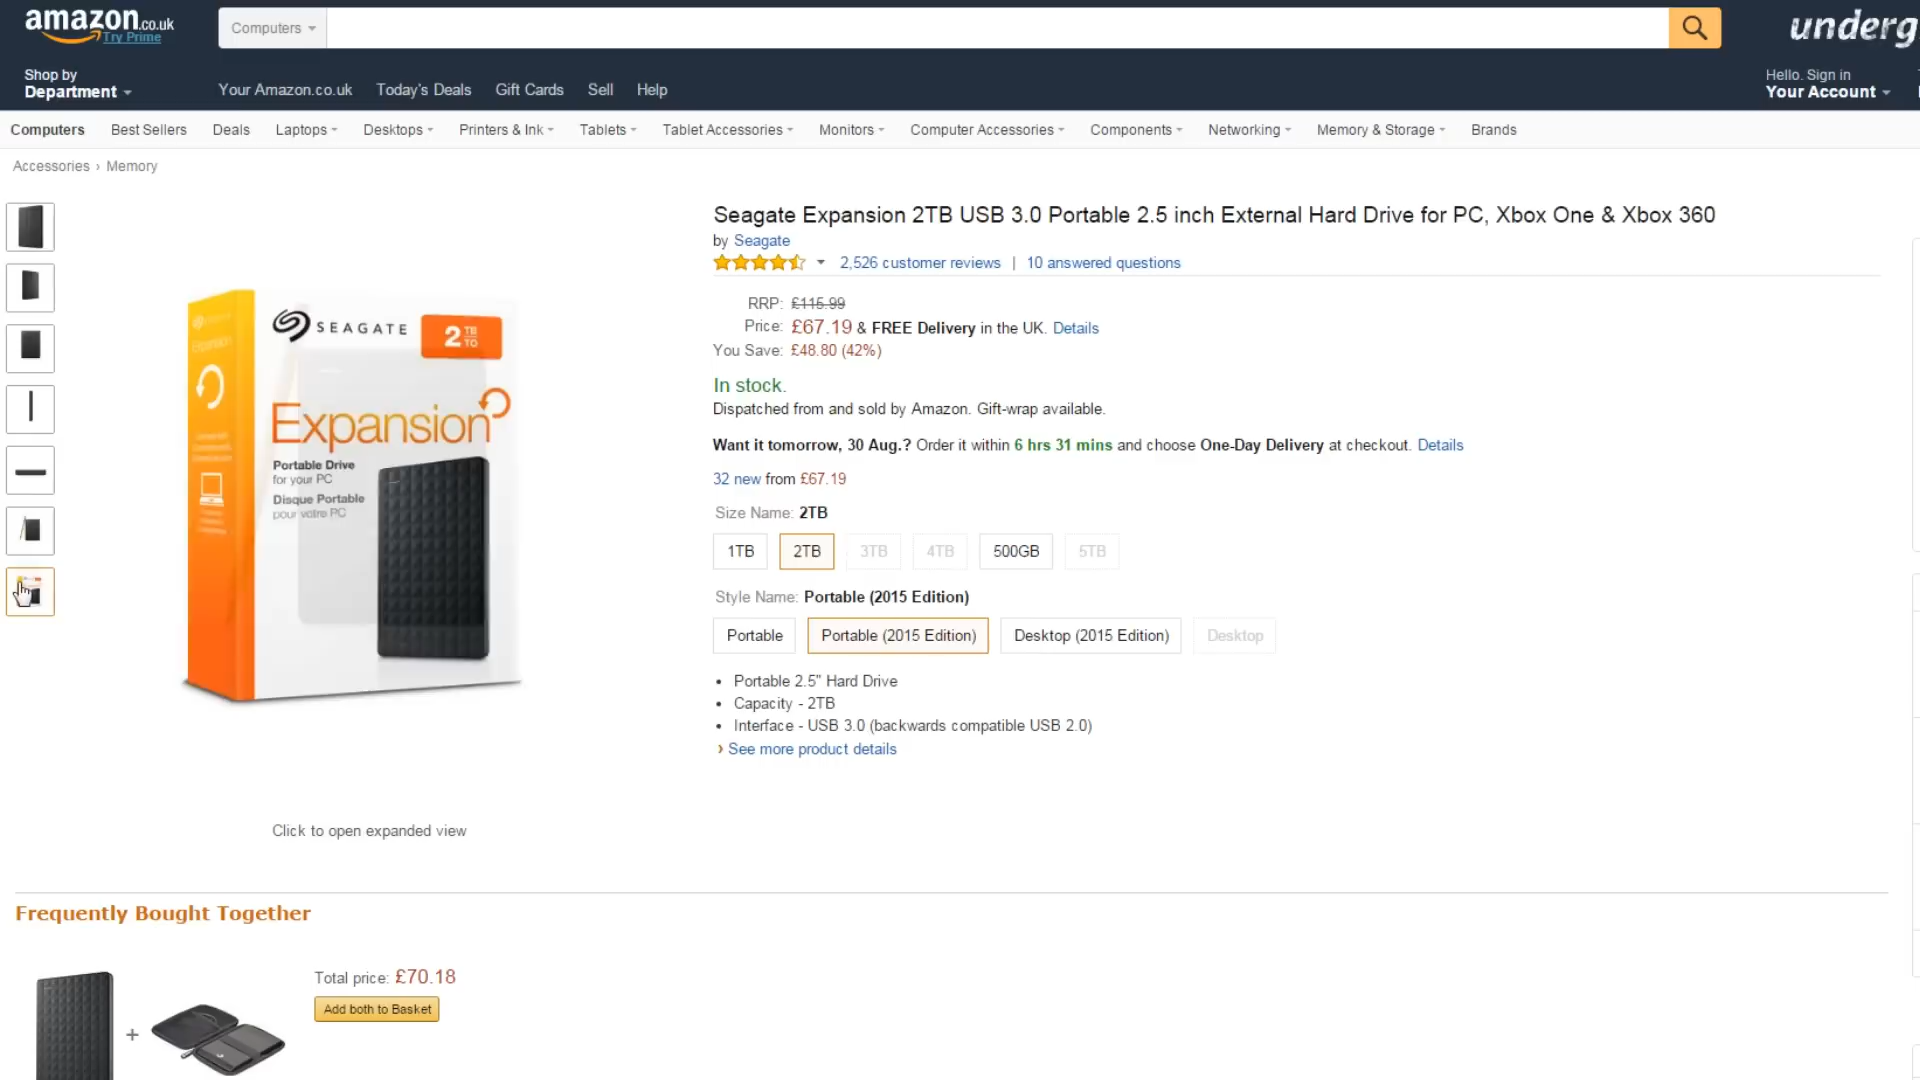 amazon.co.uk
Try Prime
Computers
underg
Shop by
Department
Your Amazon.co.uk
Today's Deals
Gift Cards
Sell
Help
Hello. Sign in
Your Account
Computers
Best Sellers
Deals
Laptops
Desktops
Printers & Ink
Tablets
Tablet Accessories
Monitors
Computer Accessories
Components
Networking
Memory & Storage
Brands
Accessories › Memory
Seagate Expansion 2TB USB 3.0 Portable 2.5 inch External Hard Drive for PC, Xbox One & Xbox 360
by Seagate
2,526 customer reviews | 10 answered questions
RRP: £115.99
Price: £67.19 & FREE Delivery in the UK. Details
You Save: £48.80 (42%)
In stock.
Dispatched from and sold by Amazon. Gift-wrap available.
Want it tomorrow, 30 Aug.? Order it within 6 hrs 31 mins and choose One-Day Delivery at checkout. Details
32 new from £67.19
Size Name: 2TB
1TB
2TB
3TB
4TB
500GB
5TB
Style Name: Portable (2015 Edition)
Portable
Portable (2015 Edition)
Desktop (2015 Edition)
Desktop
• Portable 2.5" Hard Drive
• Capacity - 2TB
• Interface - USB 3.0 (backwards compatible USB 2.0)
› See more product details
SEAGATE
2 TB TO
Expansion
Portable Drive
for your PC
Disque Portable
pour votre PC
Expansion
Click to open expanded view
Frequently Bought Together
Total price: £70.18
Add both to Basket
+